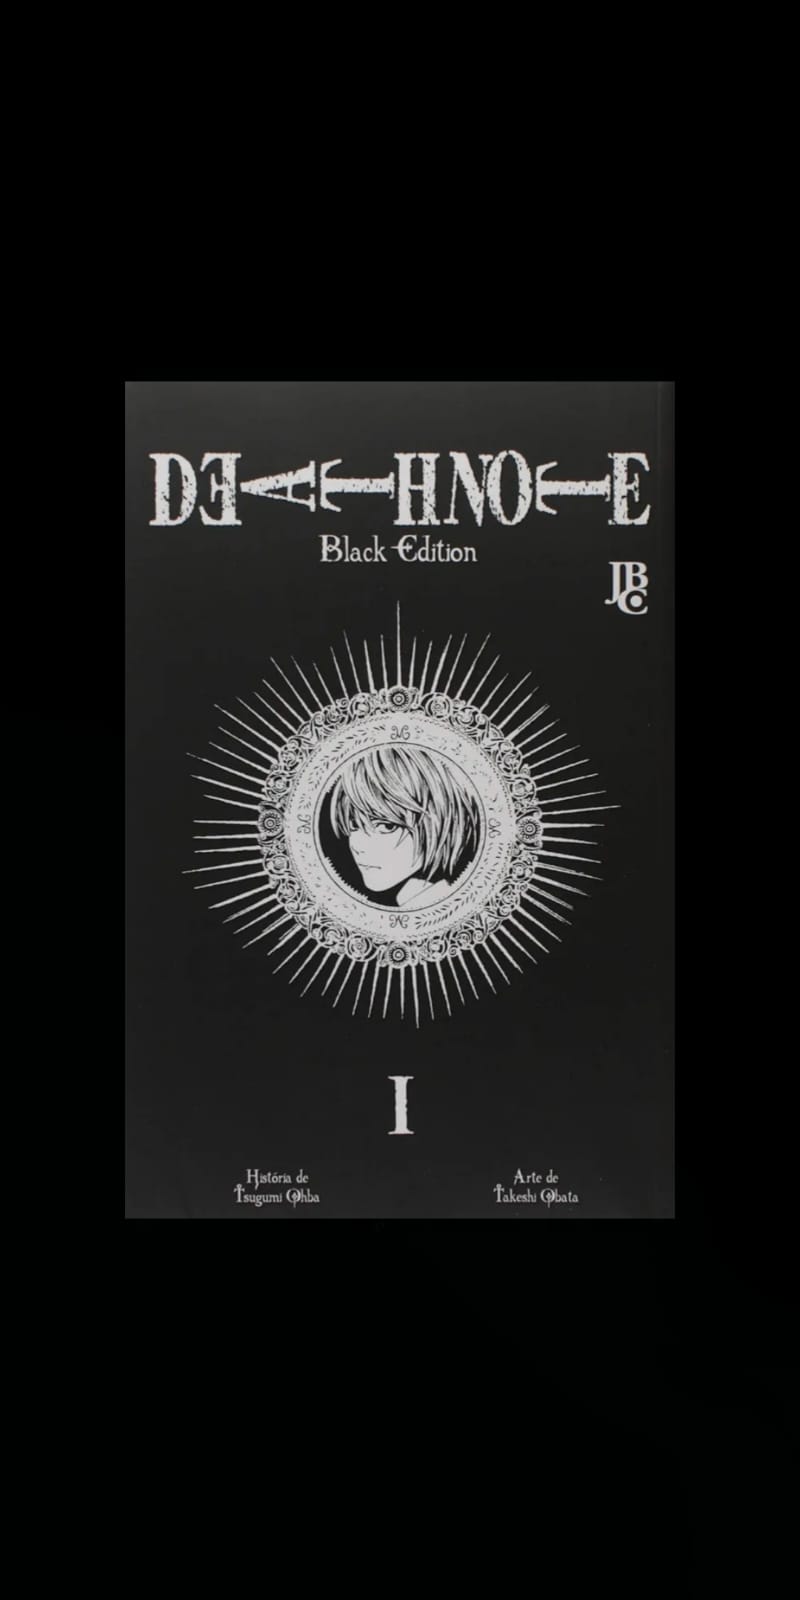 DEATH NOTE
Black Edition
JBC
I
História de
Tsugumi Ohba
Arte de
Takeshi Obata